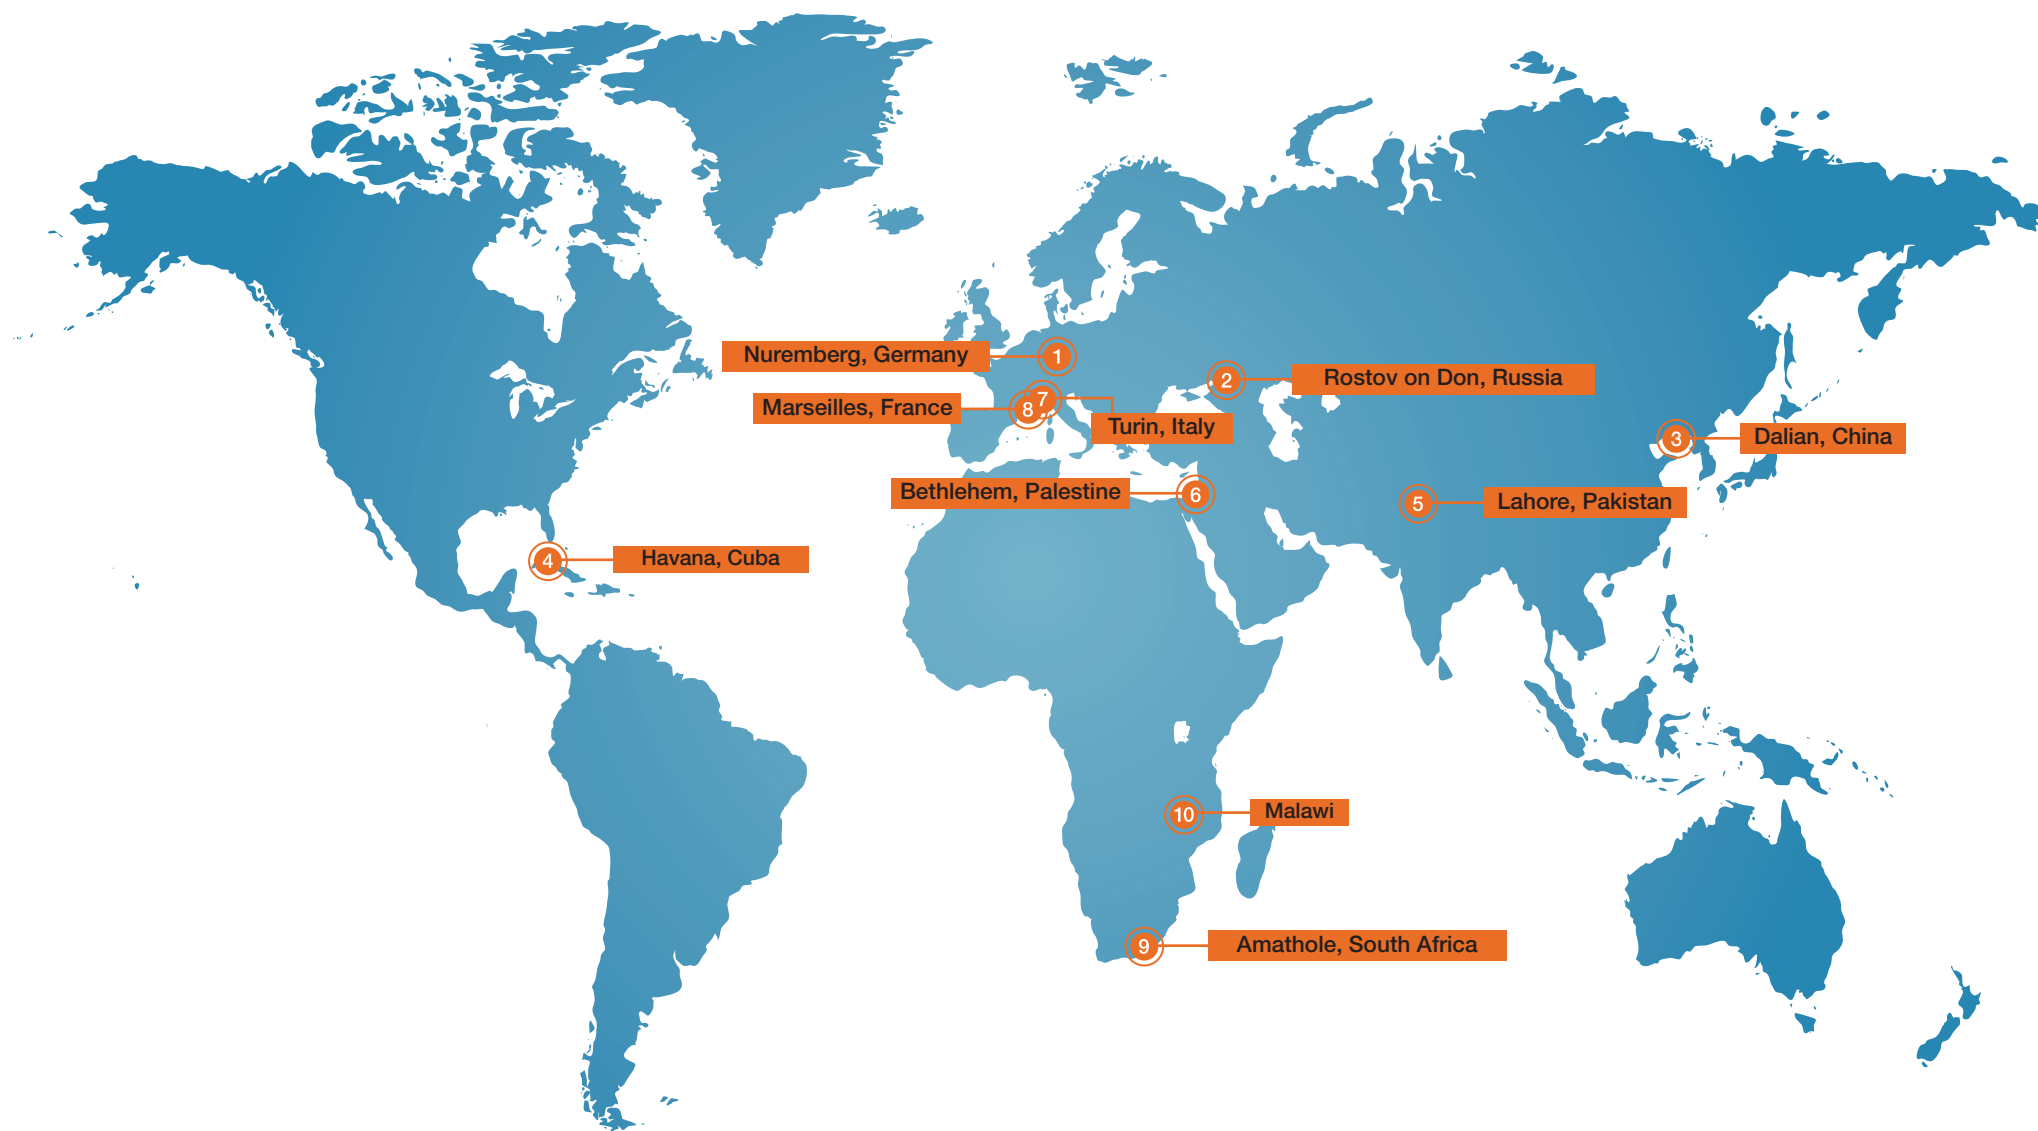 1
Nuremberg, Germany
2
Rostov on Don, Russia
3
Dalian, China
4
Havana, Cuba
5
Lahore, Pakistan
6
Bethlehem, Palestine
7
Turin, Italy
8
Marseilles, France
9
Amathole, South Africa
10
Malawi